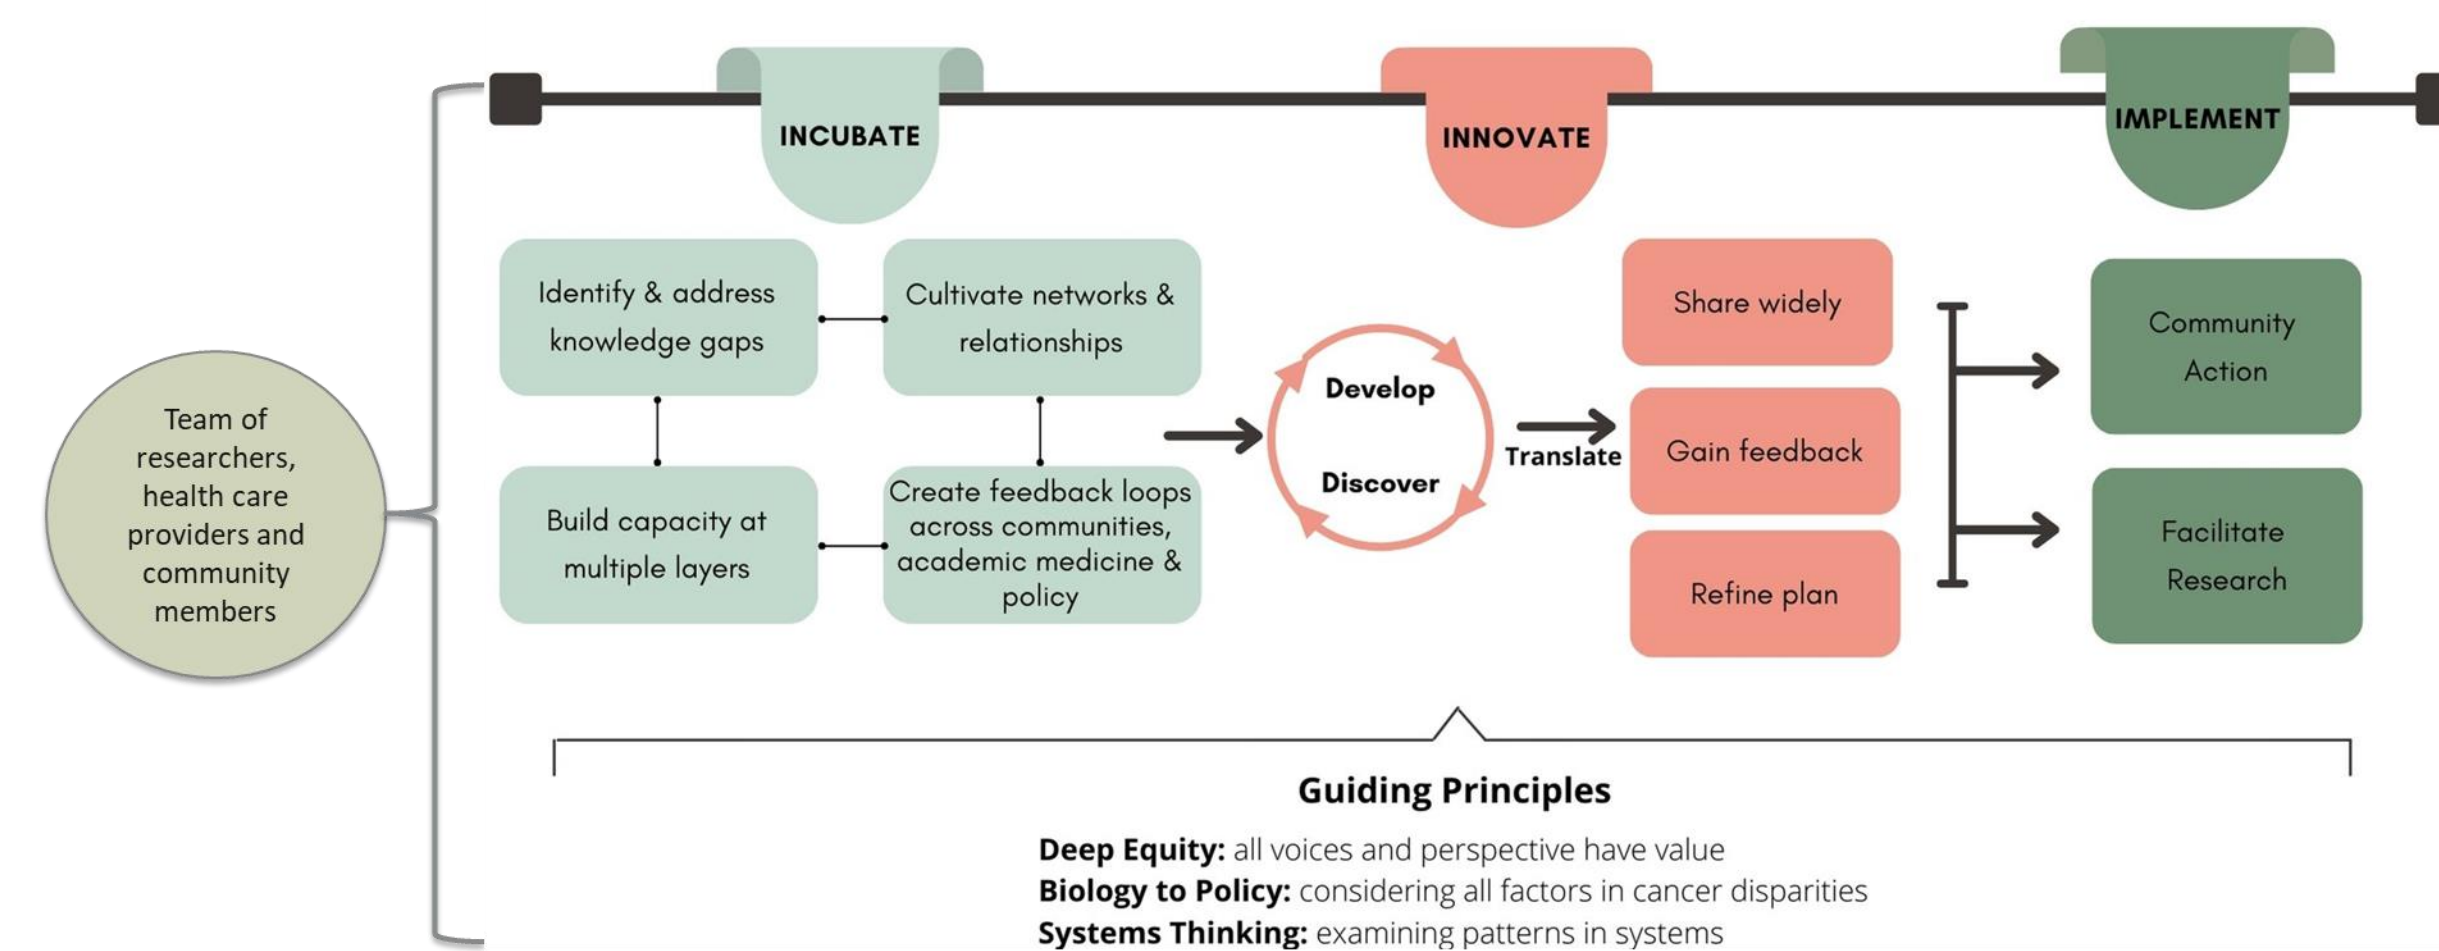 INCUBATE
INNOVATE
IMPLEMENT
Team of
researchers,
health care
providers and
community
members
Identify & address
knowledge gaps
Cultivate networks &
relationships
Build capacity at
multiple layers
Create feedback loops
across communities,
academic medicine &
policy
Develop
Discover
Translate
Share widely
Gain feedback
Refine plan
Community
Action
Facilitate
Research
Guiding Principles
Deep Equity: all voices and perspective have value
Biology to Policy: considering all factors in cancer disparities
Systems Thinking: examining patterns in systems